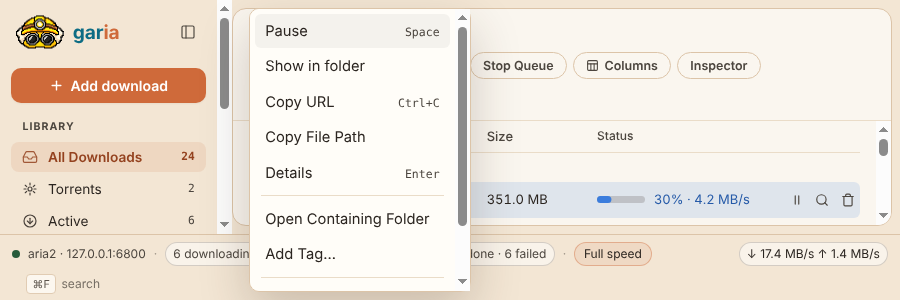 garia
Add download
LIBRARY
All Downloads 24
Torrents 2
Active 6
Pause Space
Show in folder
Copy URL Ctrl+C
Copy File Path
Details Enter
Open Containing Folder
Add Tag...
Stop Queue Columns Inspector
Size Status
351.0 MB 30% · 4.2 MB/s
aria2 · 127.0.0.1:6800 · 6 · 6 failed · Full speed ↓ 17.4 MB/s ↑ 1.4 MB/s
⌘F search